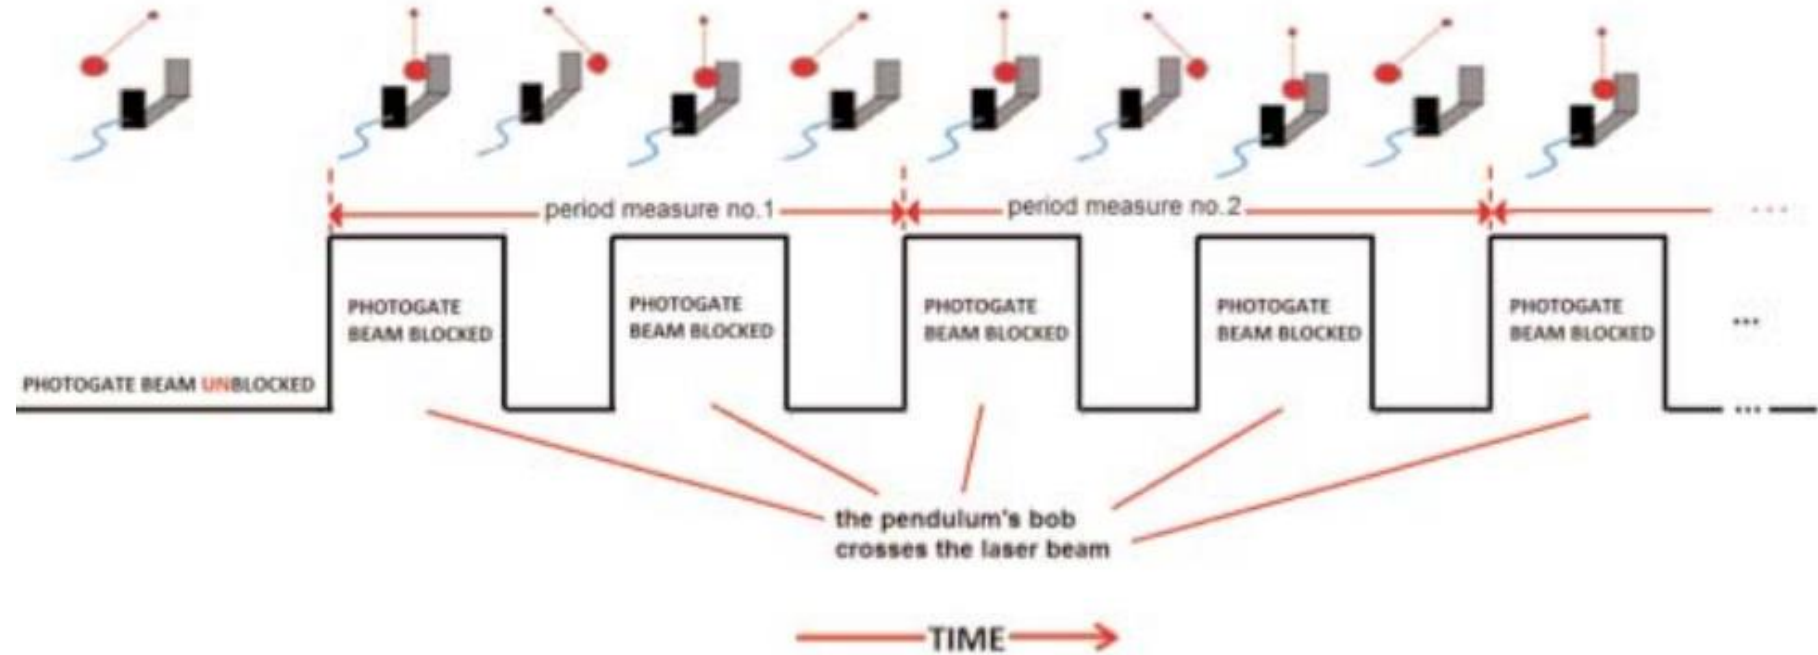 period measure no.1
period measure no.2
...
PHOTOGATE
BEAM BLOCKED
PHOTOGATE
BEAM BLOCKED
PHOTOGATE
BEAM BLOCKED
PHOTOGATE
BEAM BLOCKED
PHOTOGATE
BEAM BLOCKED
...
PHOTOGATE BEAM UNBLOCKED
...
the pendulum's bob
crosses the laser beam
TIME